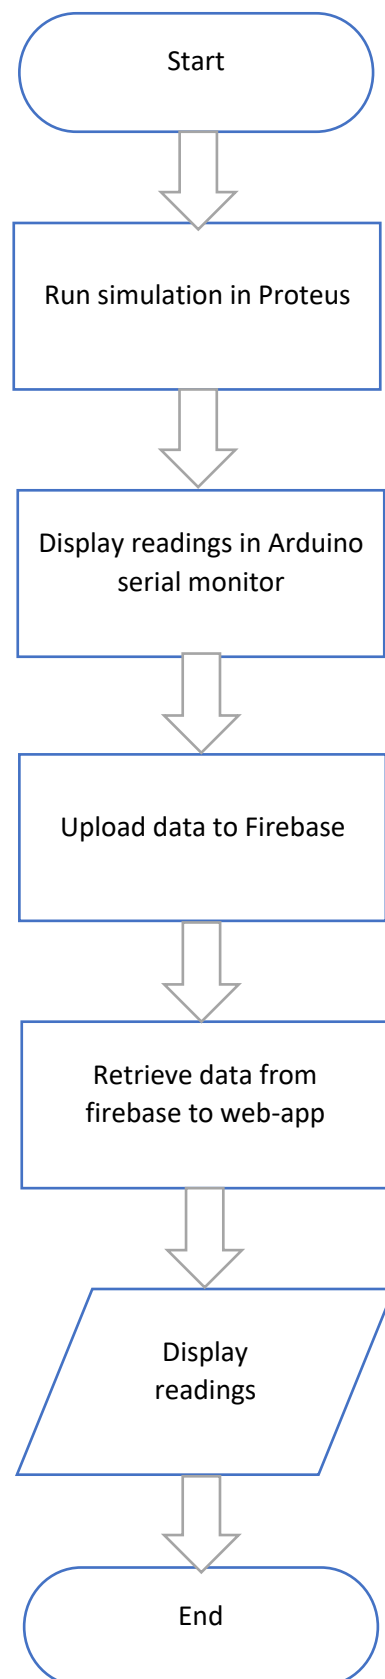 Start
Run simulation in Proteus
Display readings in Arduino
serial monitor
Upload data to Firebase
Retrieve data from
firebase to web-app
Display
readings
End